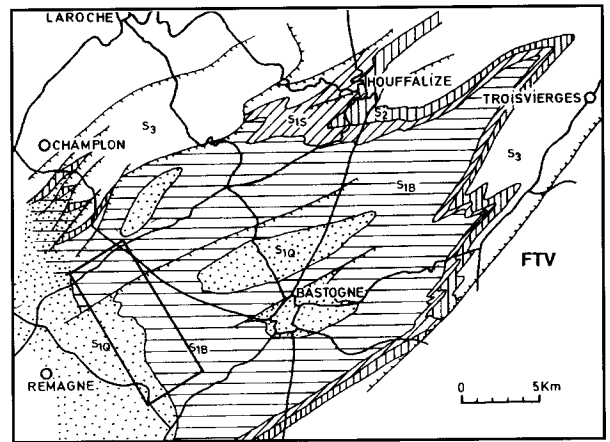 LAROCHE
HOUFFALIZE
TROISVIERGES
S1S
S2
S3
CHAMPLON
S3
S1B
FTV
S1Q
BASTOGNE
S1Q
S1B
REMAGNE
0 5Km